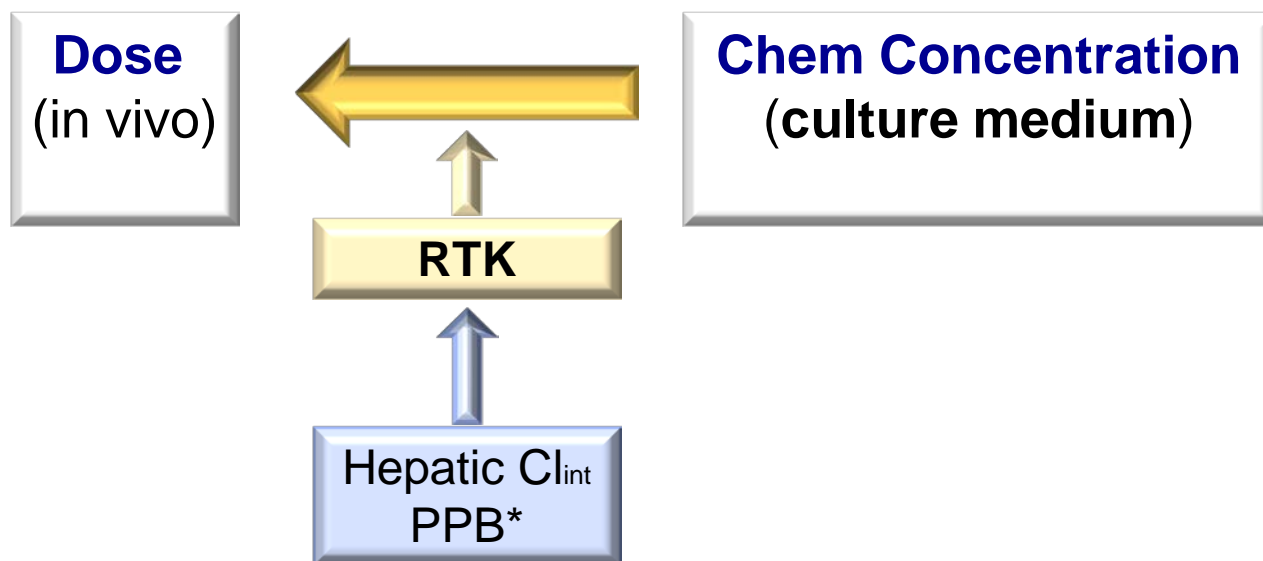 Dose
(in vivo)
Chem Concentration
(culture medium)
RTK
Hepatic Clint
PPB*